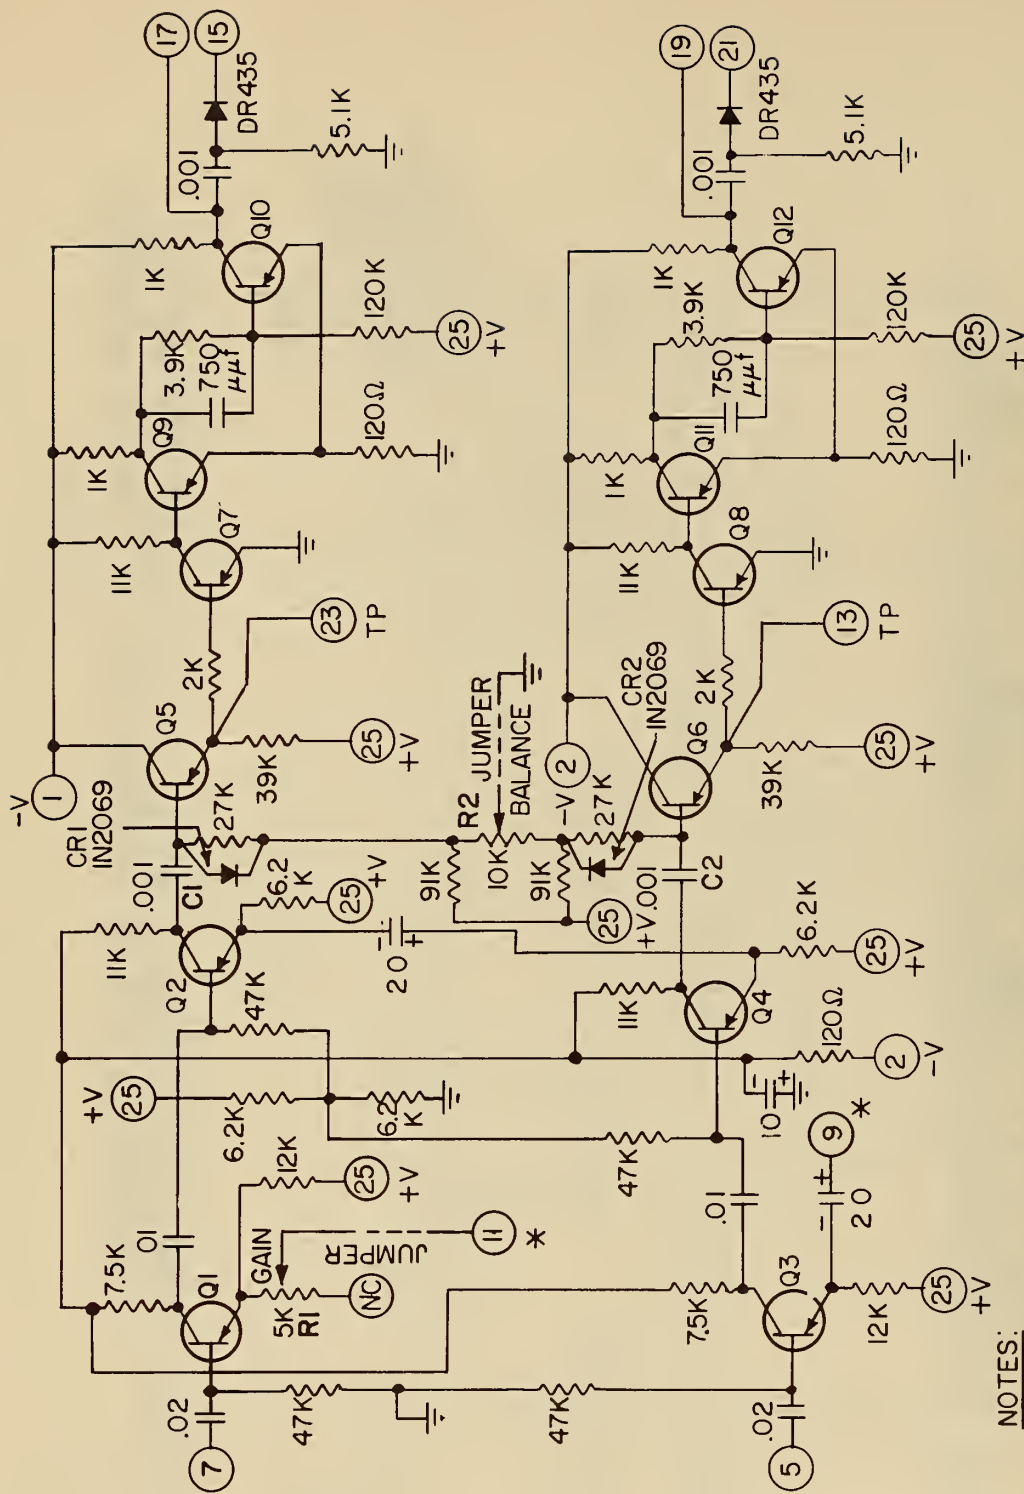 7
.02
47K
7.5K
Q1
.01
GAIN
5K
R1
NC
JUMPER
11
*
12K
25
+V
+V
25
6.2K
6.2
K
47K
Q2
11K
.001
C1
CR1
IN2069
27K
6.2
K
25
+V
-
20
+
-V
1
Q5
39K
25
+V
2K
23
TP
11K
Q7
1K
Q9
3.9K
750
μμf
120Ω
120K
25
+V
1K
Q10
.001
17
15
DR435
5.1K
91K
R2
JUMPER
10K
BALANCE
91K
25
+V
-V
2
27K
CR2
IN2069
5
.02
47K
7.5K
Q3
12K
25
+V
-
+
20
9
*
.01
47K
10
-
+
120Ω
2
-V
Q4
11K
6.2K
25
+V
.001
C2
Q6
39K
25
+V
2K
13
TP
11K
Q8
1K
Q11
3.9K
750
μμf
120Ω
120K
25
+V
1K
Q12
.001
19
21
DR435
5.1K
NOTES: